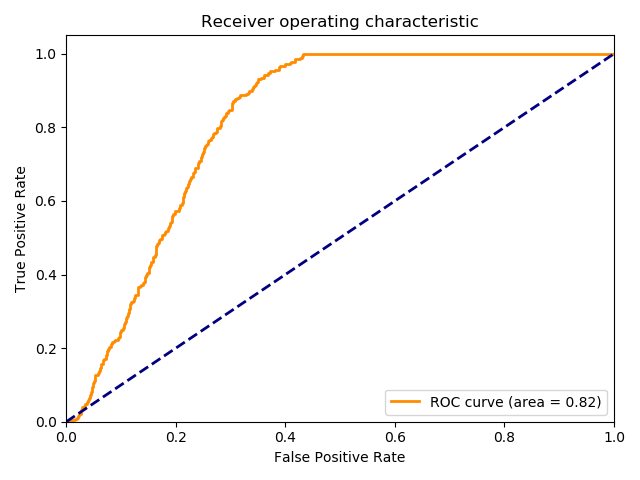 Receiver operating characteristic
True Positive Rate
1.0
0.8
0.6
0.4
0.2
0.0
ROC curve (area = 0.82)
0.0 0.2 0.4 0.6 0.8 1.0
False Positive Rate